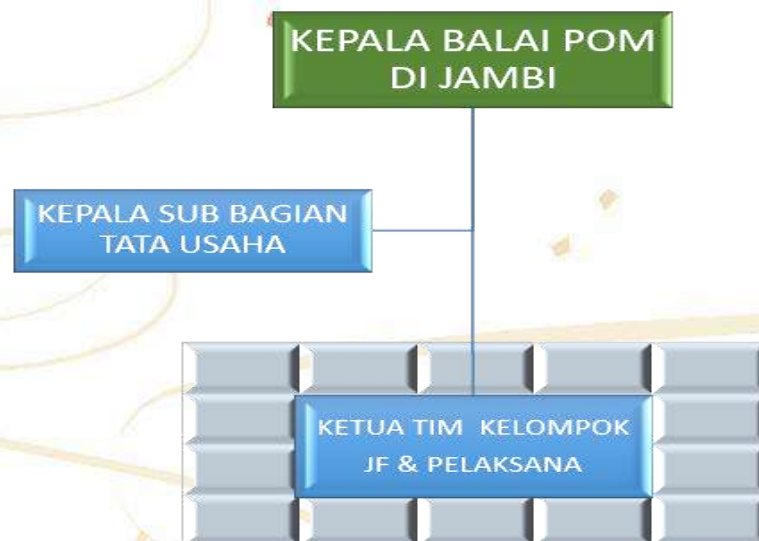 KEPALA BALAI POM
DI JAMBI
KEPALA SUB BAGIAN
TATA USAHA
KETUA TIM KELOMPOK
JF & PELAKSANA